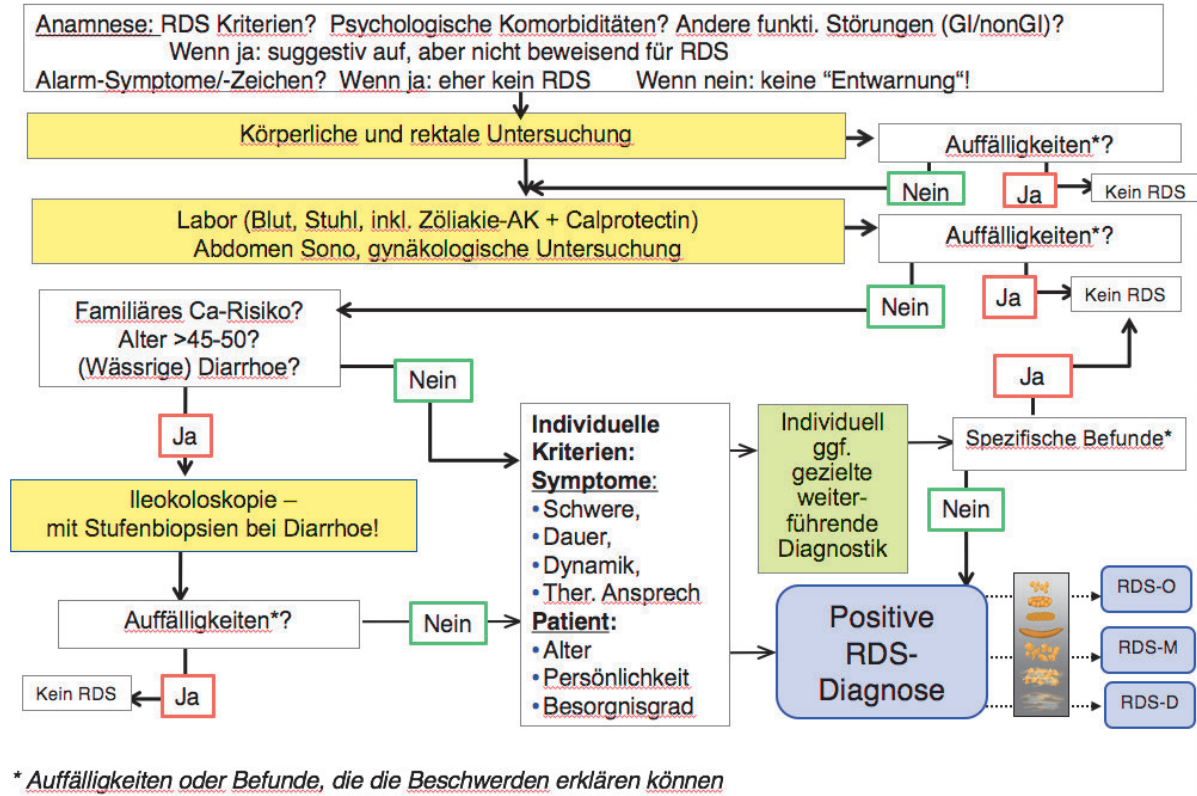 Anamnese: RDS Kriterien? Psychologische Komorbiditäten? Andere funkti. Störungen (GI/nonGI)?
Wenn ja: suggestiv auf, aber nicht beweisend für RDS
Alarm-Symptome/-Zeichen? Wenn ja: eher kein RDS Wenn nein: keine “Entwarnung“!
Körperliche und rektale Untersuchung
Auffälligkeiten*?
Nein
Ja
Kein RDS
Labor (Blut, Stuhl, inkl. Zöliakie-AK + Calprotectin)
Abdomen Sono, gynäkologische Untersuchung
Auffälligkeiten*?
Nein
Ja
Kein RDS
Familiäres Ca-Risiko?
Alter >45-50?
(Wässrige) Diarrhoe?
Nein
Ja
Ileokoloskopie –
mit Stufenbiopsien bei Diarrhoe!
Auffälligkeiten*?
Nein
Ja
Kein RDS
Individuelle
Kriterien:
Symptome:
• Schwere,
• Dauer,
• Dynamik,
• Ther. Ansprech
Patient:
• Alter
• Persönlichkeit
• Besorgnisgrad
Individuell
ggf.
gezielte
weiter-
führende
Diagnostik
Spezifische Befunde*
Ja
Nein
Positive
RDS-
Diagnose
RDS-O
RDS-M
RDS-D
* Auffälligkeiten oder Befunde, die die Beschwerden erklären können